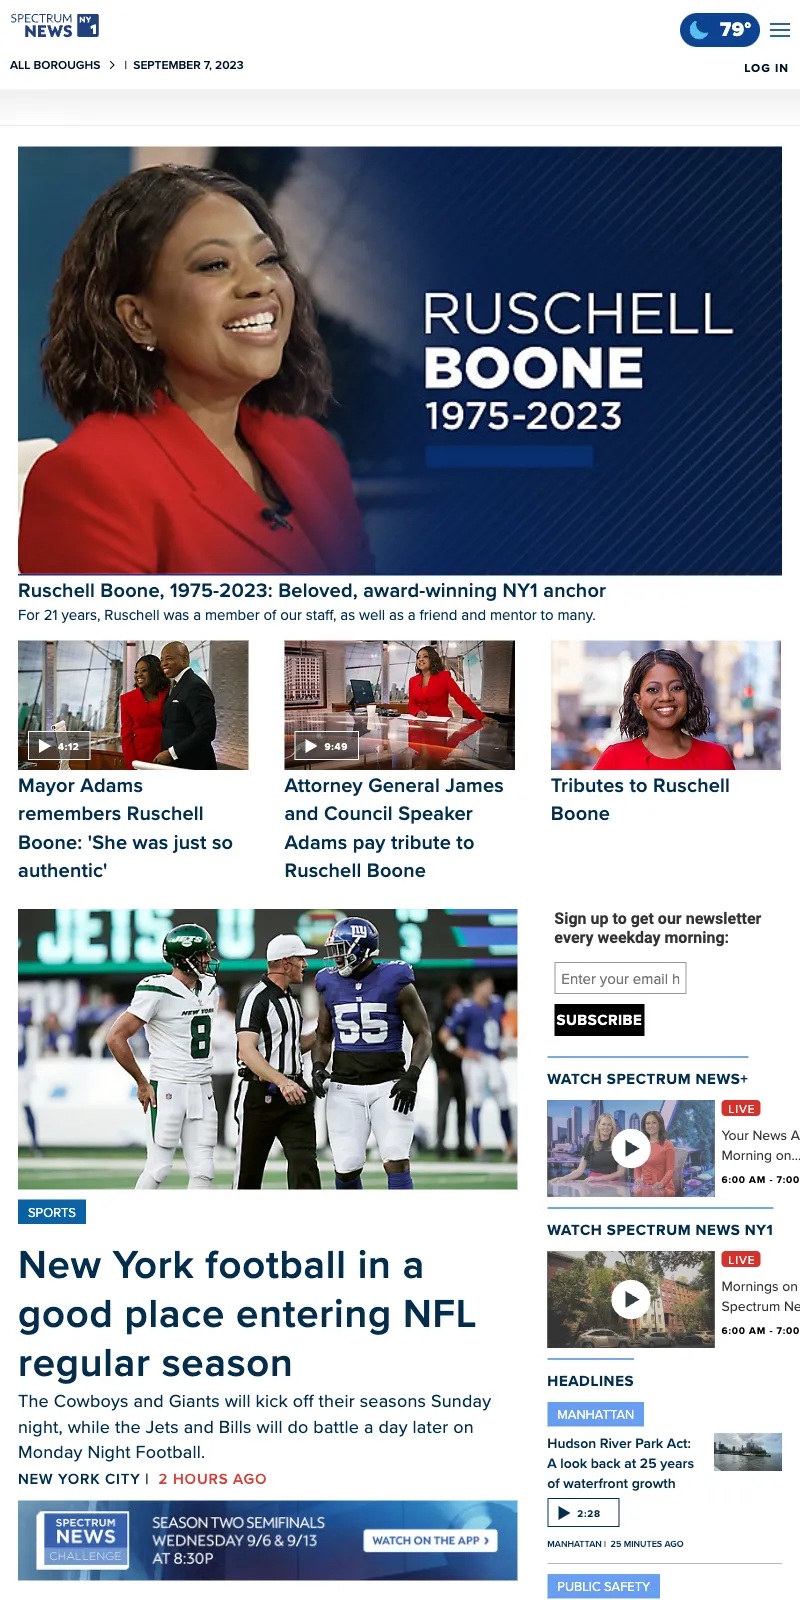 SPECTRUM
NEWS NY 1
79°
ALL BOROUGHS > | SEPTEMBER 7, 2023
LOG IN
RUSCHELL
BOONE
1975-2023
Ruschell Boone, 1975-2023: Beloved, award-winning NY1 anchor
For 21 years, Ruschell was a member of our staff, as well as a friend and mentor to many.
4:12
Mayor Adams
remembers Ruschell
Boone: 'She was just so
authentic'
9:49
Attorney General James
and Council Speaker
Adams pay tribute to
Ruschell Boone
Tributes to Ruschell
Boone
JETS
3
JETS
NEW YORK
8
ny
55
SPORTS
New York football in a
good place entering NFL
regular season
The Cowboys and Giants will kick off their seasons Sunday
night, while the Jets and Bills will do battle a day later on
Monday Night Football.
NEW YORK CITY | 2 HOURS AGO
SPECTRUM
NEWS
CHALLENGE
SEASON TWO SEMIFINALS
WEDNESDAY 9/6 & 9/13
AT 8:30P
WATCH ON THE APP >
Sign up to get our newsletter
every weekday morning:
Enter your email h
SUBSCRIBE
WATCH SPECTRUM NEWS+
LIVE
Your News A
Morning on...
6:00 AM - 7:00
WATCH SPECTRUM NEWS NY1
LIVE
Mornings on
Spectrum Ne
6:00 AM - 7:00
HEADLINES
MANHATTAN
Hudson River Park Act:
A look back at 25 years
of waterfront growth
2:28
MANHATTAN | 25 MINUTES AGO
PUBLIC SAFETY